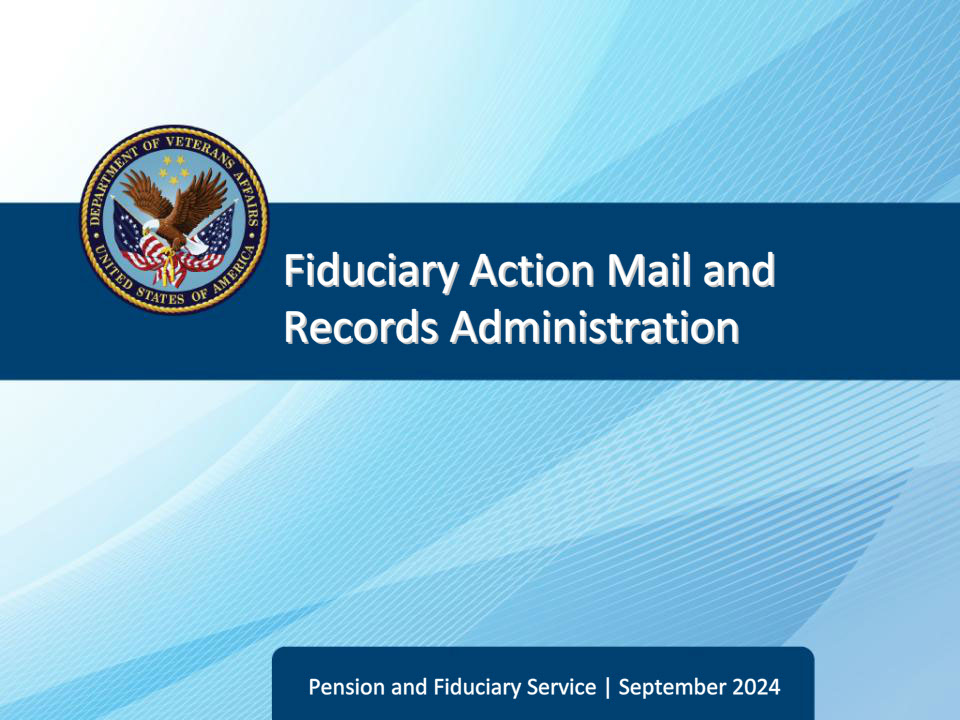 DEPARTMENT OF VETERANS AFFAIRS
UNITED STATES OF AMERICA
Fiduciary Action Mail and
Records Administration
Pension and Fiduciary Service | September 2024